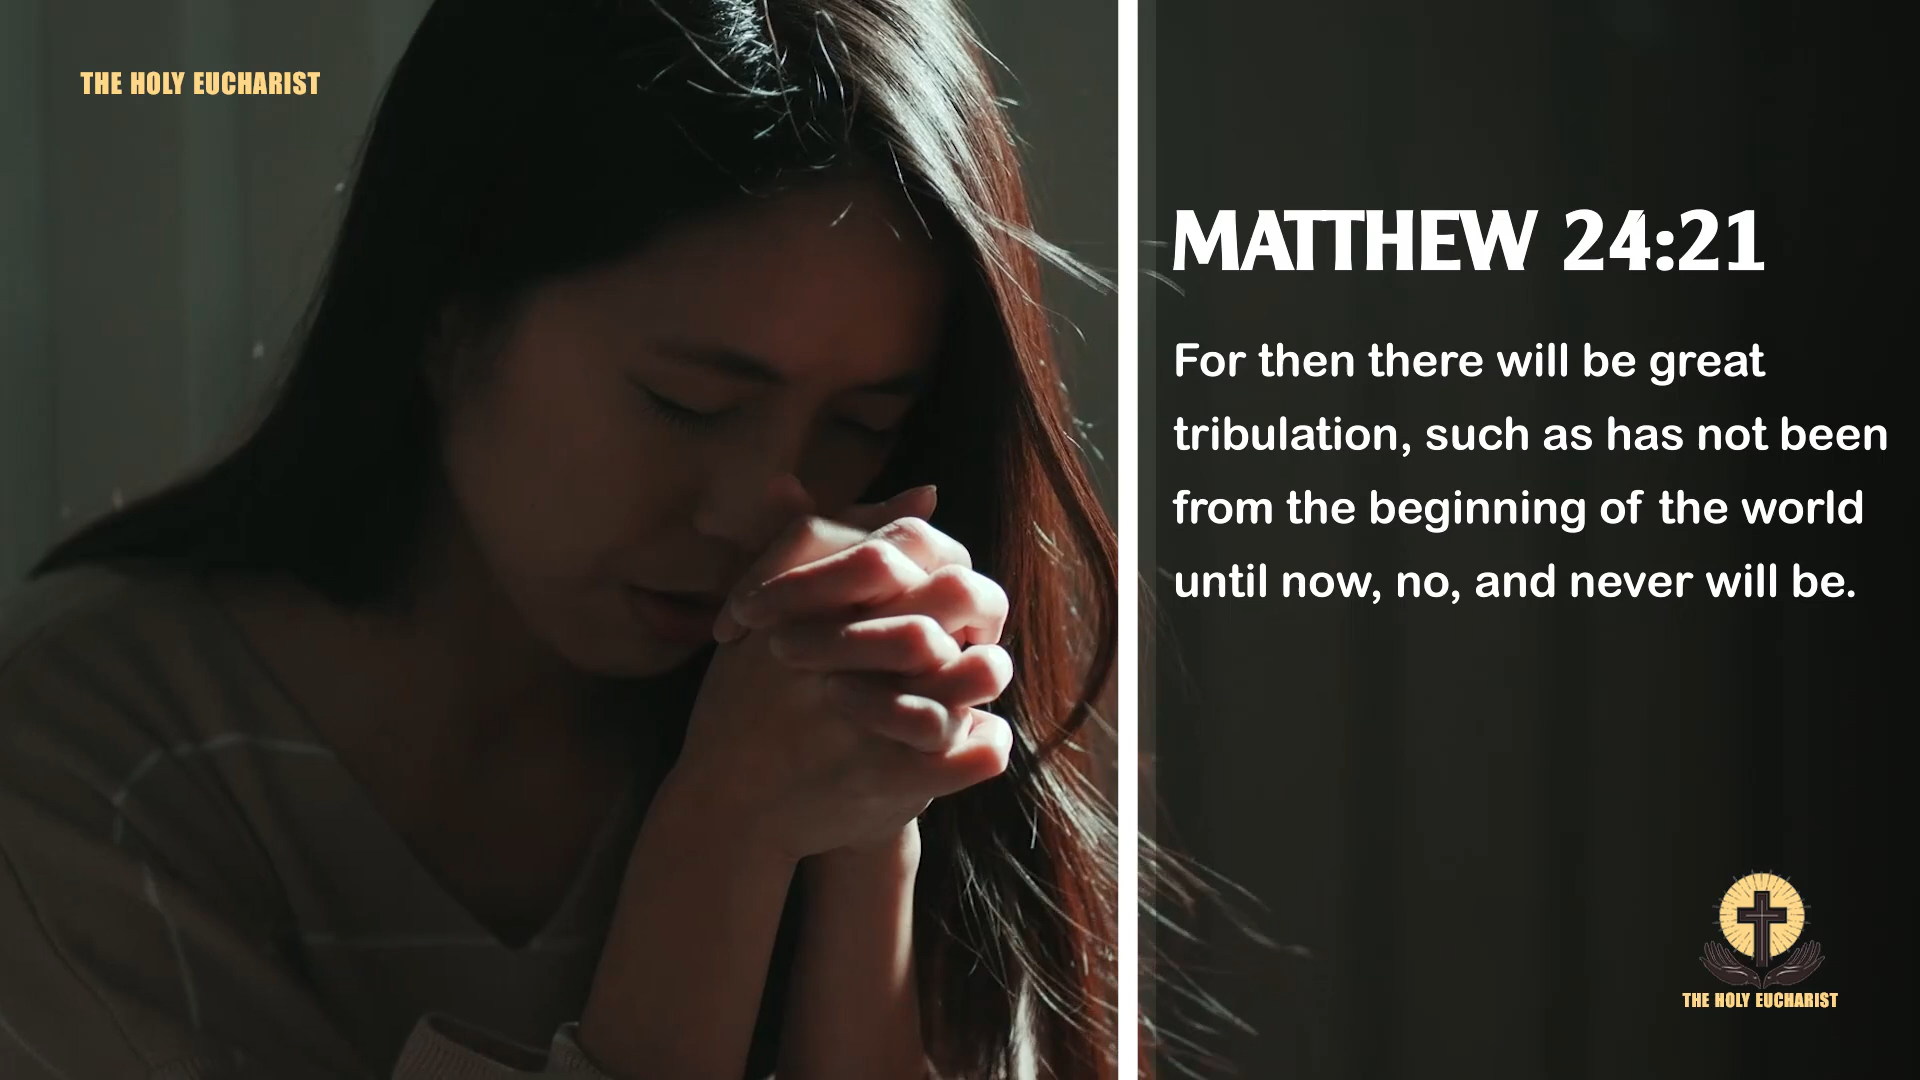 THE HOLY EUCHARIST
MATTHEW 24:21
For then there will be great
tribulation, such as has not been
from the beginning of the world
until now, no, and never will be.
THE HOLY EUCHARIST